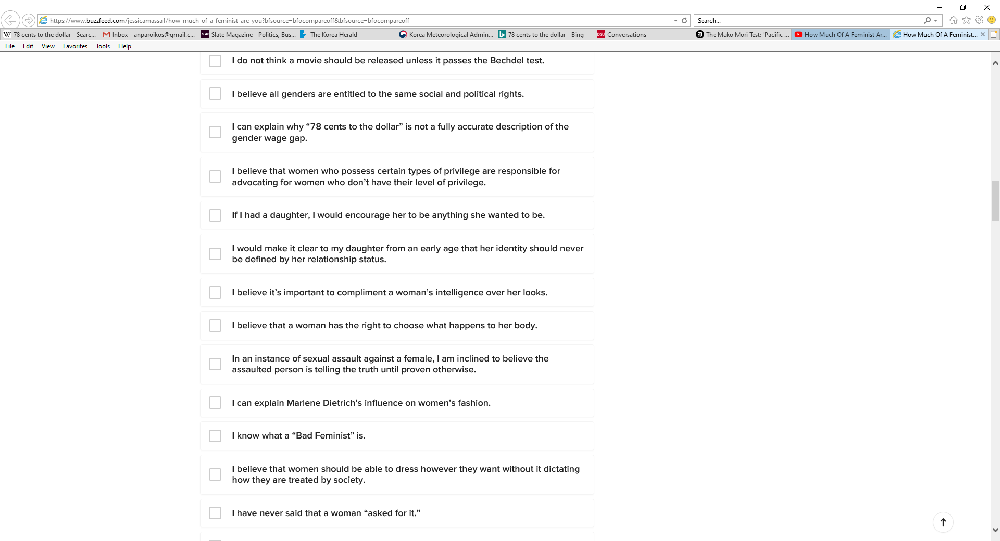 https://www.buzzfeed.com/jessicamassa1/how-much-of-a-feminist-are-you?bfsource=bfocompareoff&bfsource=bfocompareoff
Search...
78 cents to the dollar - Searc...
Inbox - anparoikos@gmail.c...
SLATE
Slate Magazine - Politics, Bus...
The Korea Herald
Korea Meteorological Admin...
78 cents to the dollar - Bing
DSU
Conversations
The Mako Mori Test: 'Pacific ...
How Much Of A Feminist Ar...
How Much Of A Feminist...
File Edit View Favorites Tools Help
I do not think a movie should be released unless it passes the Bechdel test.
I believe all genders are entitled to the same social and political rights.
I can explain why “78 cents to the dollar” is not a fully accurate description of the
gender wage gap.
I believe that women who possess certain types of privilege are responsible for
advocating for women who don’t have their level of privilege.
If I had a daughter, I would encourage her to be anything she wanted to be.
I would make it clear to my daughter from an early age that her identity should never
be defined by her relationship status.
I believe it’s important to compliment a woman’s intelligence over her looks.
I believe that a woman has the right to choose what happens to her body.
In an instance of sexual assault against a female, I am inclined to believe the
assaulted person is telling the truth until proven otherwise.
I can explain Marlene Dietrich’s influence on women’s fashion.
I know what a “Bad Feminist” is.
I believe that women should be able to dress however they want without it dictating
how they are treated by society.
I have never said that a woman “asked for it.”